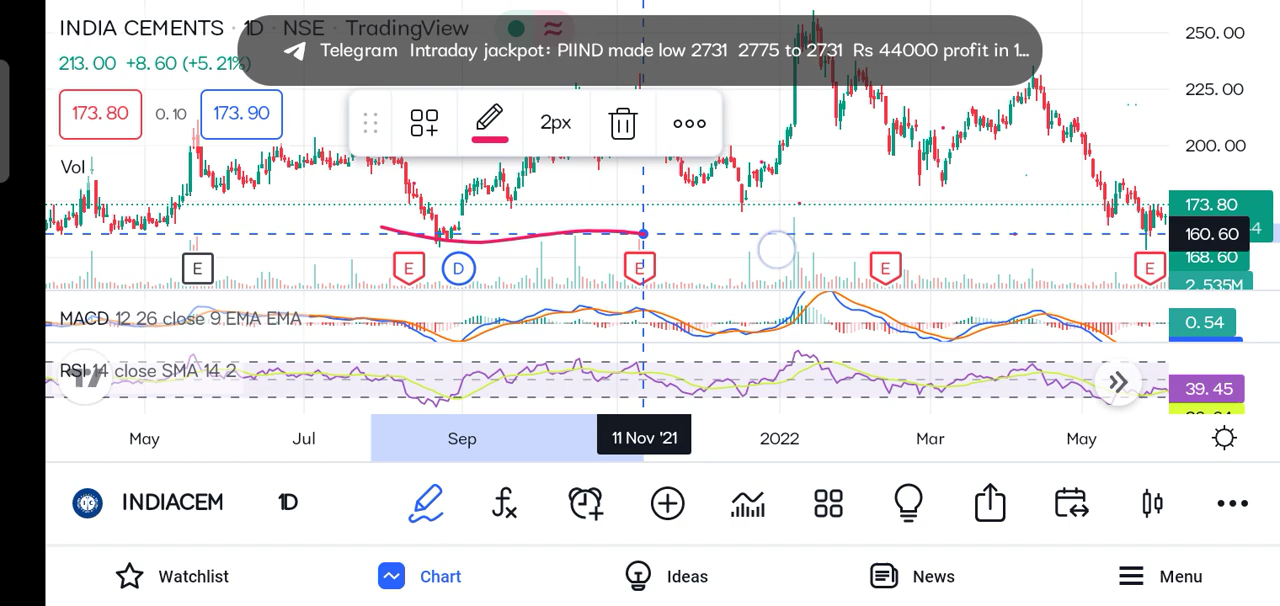 INDIA CEMENTS · 1D · NSE · TradingView
250.00
Telegram Intraday jackpot: PIIND made low 2731 2775 to 2731 Rs 44000 profit in 1...
213.00 +8.60 (+5.21%)
225.00
173.80 0.10 173.90
2px
200.00
Vol
173.80
160.60
168.60
2.535M
E
E
D
E
E
E
MACD 12 26 close 9 EMA EMA
0.54
RSI 14 close SMA 14 2
39.45
May Jul Sep 11 Nov '21 2022 Mar May
INDIACEM 1D
Watchlist Chart Ideas News Menu